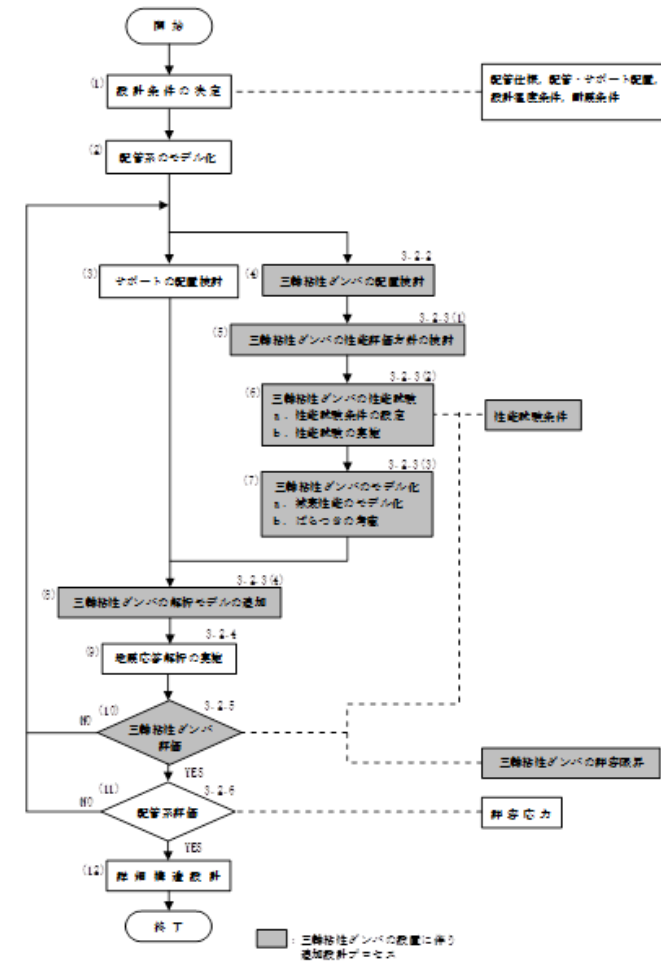 開 始
(1)
設計条件の決定
配管仕様，配管・サポート配置，
設計温度条件，耐震条件
(2)
配管系のモデル化
(3)
サポートの配置検討
3.2.2
(4)
三軸粘性ダンパの配置検討
3.2.3(1)
(5)
三軸粘性ダンパの性能評価方針の検討
3.2.3(2)
(6)
三軸粘性ダンパの性能試験
a. 性能試験条件の設定
b. 性能試験の実施
性能試験条件
3.2.3(3)
(7)
三軸粘性ダンパのモデル化
a. 減衰性能のモデル化
b. ばらつきの考慮
3.2.3(4)
(8)
三軸粘性ダンパの解析モデルの追加
3.2.4
(9)
地震応答解析の実施
3.2.5
(10)
NO
三軸粘性ダンパ
評価
三軸粘性ダンパの許容限界
YES
(11)
3.2.6
NO
配管系評価
許容応力
YES
(12)
詳細構造設計
終 了
：三軸粘性ダンパの設置に伴う
追加設計プロセス